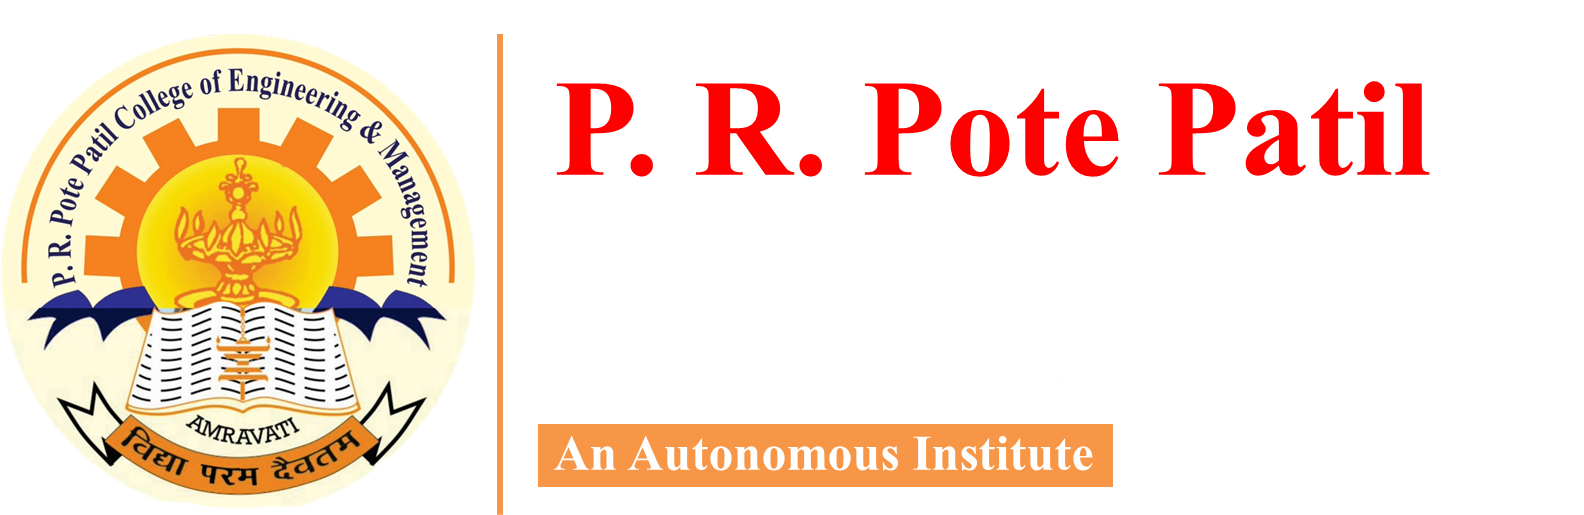 P. R. Pote Patil College of Engineering & Management
AMRAVATI
विद्या परम दैवतम
P. R. Pote Patil
An Autonomous Institute